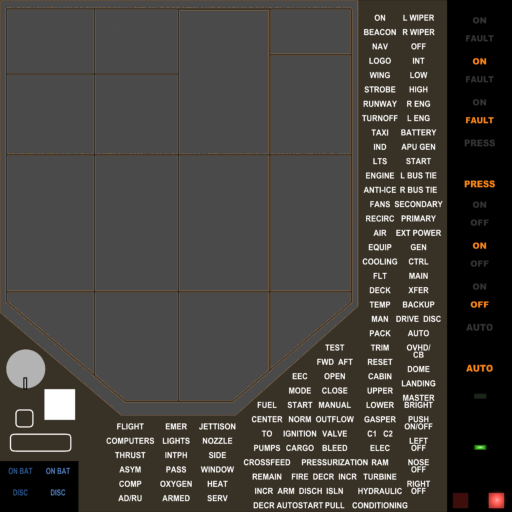 ON L WIPER
BEACON R WIPER
NAV OFF
LOGO INT
WING LOW
STROBE HIGH
RUNWAY R ENG
TURNOFF L ENG
TAXI BATTERY
IND APU GEN
LTS START
ENGINE L BUS TIE
ANTI-ICE R BUS TIE
FANS SECONDARY
RECIRC PRIMARY
AIR EXT POWER
EQUIP GEN
COOLING CTRL
FLT MAIN
DECK XFER
TEMP BACKUP
MAN DRIVE DISC
PACK AUTO
TEST TRIM OVHD/
CB
FWD AFT RESET DOME
EEC OPEN CABIN LANDING
MODE CLOSE UPPER MASTER
FUEL START MANUAL LOWER BRIGHT
CENTER NORM OUTFLOW GASPER PUSH
ON/OFF
TO IGNITION VALVE C1 C2 LEFT
PUMPS CARGO BLEED ELEC OFF
CROSSFEED PRESSURIZATION RAM NOSE
OFF
REMAIN FIRE DECR INCR TURBINE
INCR ARM DISCH ISLN HYDRAULIC RIGHT
OFF
DECR AUTOSTART PULL CONDITIONING
FLIGHT EMER JETTISON
COMPUTERS LIGHTS NOZZLE
THRUST INTPH SIDE
ASYM PASS WINDOW
COMP OXYGEN HEAT
AD/RU ARMED SERV
ON BAT ON BAT
DISC DISC
ON
FAULT
ON
FAULT
ON
FAULT
PRESS
PRESS
ON
OFF
ON
OFF
ON
OFF
AUTO
AUTO